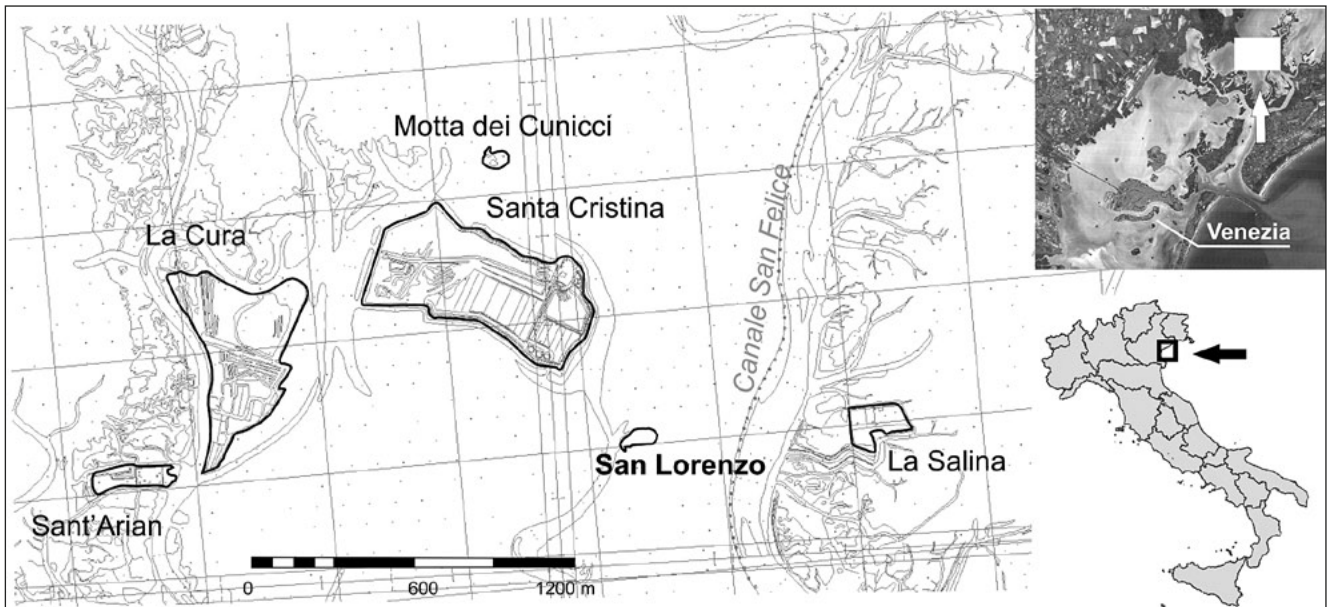 Motta dei Cunicci
Santa Cristina
La Cura
Canale San Felice
San Lorenzo
La Salina
Sant'Arian
0 600 1200 m
Venezia